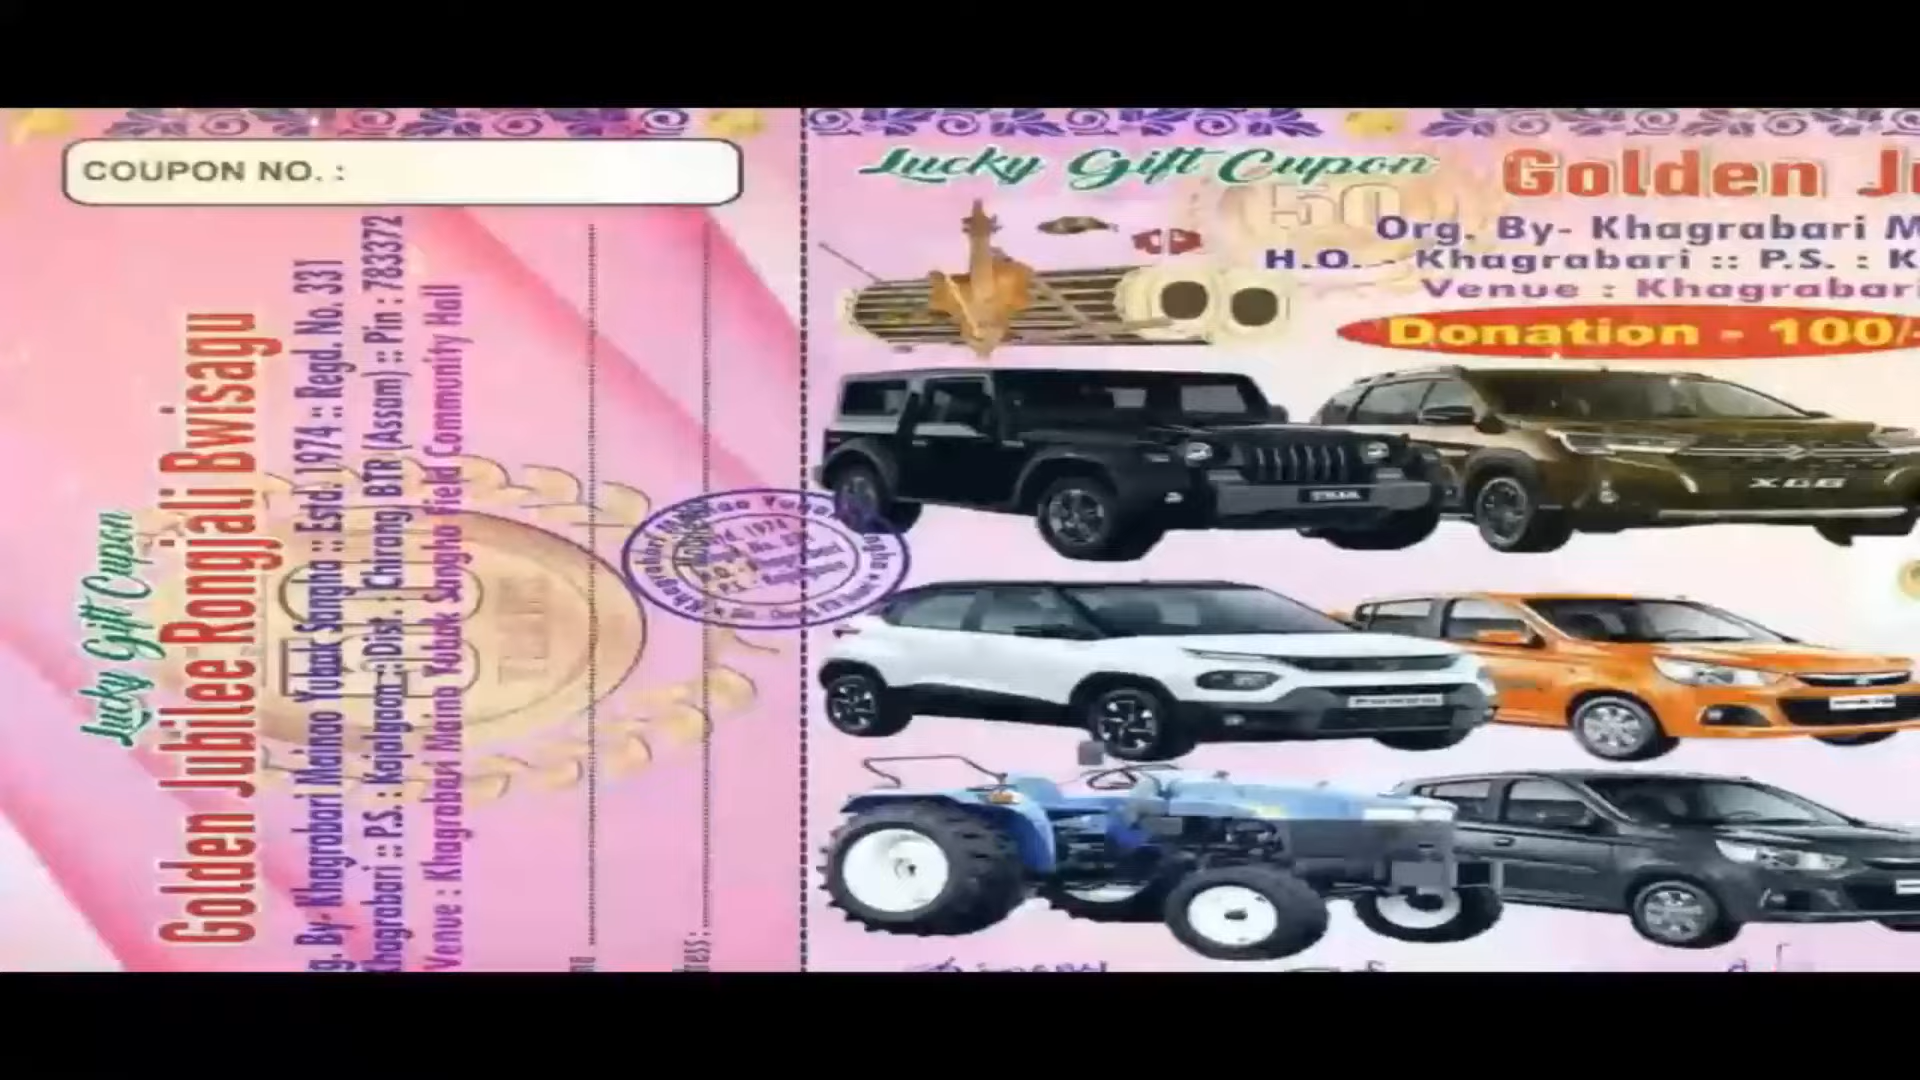 COUPON NO. :
Lucky Gift Cupon
Golden Jubilee Rongjali Bwisagu
g. By- Khagrabari Mainao Yubak Sangha :: Estd. 1974 :: Regd. No. 331
Khagrabari :: P.S. : Kajalgaon :: Dist. : Chirang BTR (Assam) :: Pin : 783372
Venue : Khagrabari Mainao Yubak Sangha Field Community Hall
Lucky Gift Cupon
50
Golden Ju
Org. By- Khagrabari M
H.O. - Khagrabari :: P.S. : K
Venue : Khagrabari
Donation - 100/-
XL6